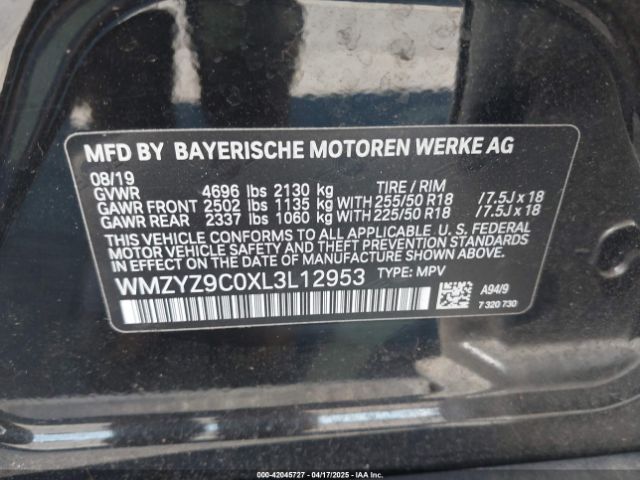 MFD BY BAYERISCHE MOTOREN WERKE AG
08/19
GVWR 4696 lbs 2130 kg TIRE / RIM
GAWR FRONT 2502 lbs 1135 kg WITH 255/50 R18 /7.5J x 18
GAWR REAR 2337 lbs 1060 kg WITH 225/50 R18 /7.5J x 18
THIS VEHICLE CONFORMS TO ALL APPLICABLE U. S. FEDERAL
MOTOR VEHICLE SAFETY AND THEFT PREVENTION STANDARDS
IN EFFECT ON THE DATE OF MANUFACTURE SHOWN ABOVE.
WMZYZ9C0XL3L12953 TYPE: MPV
A94/9
7 320 730
© IAAI.COM 000-42045727 - 04/17/2025 - ALTERATION PROHIBITED